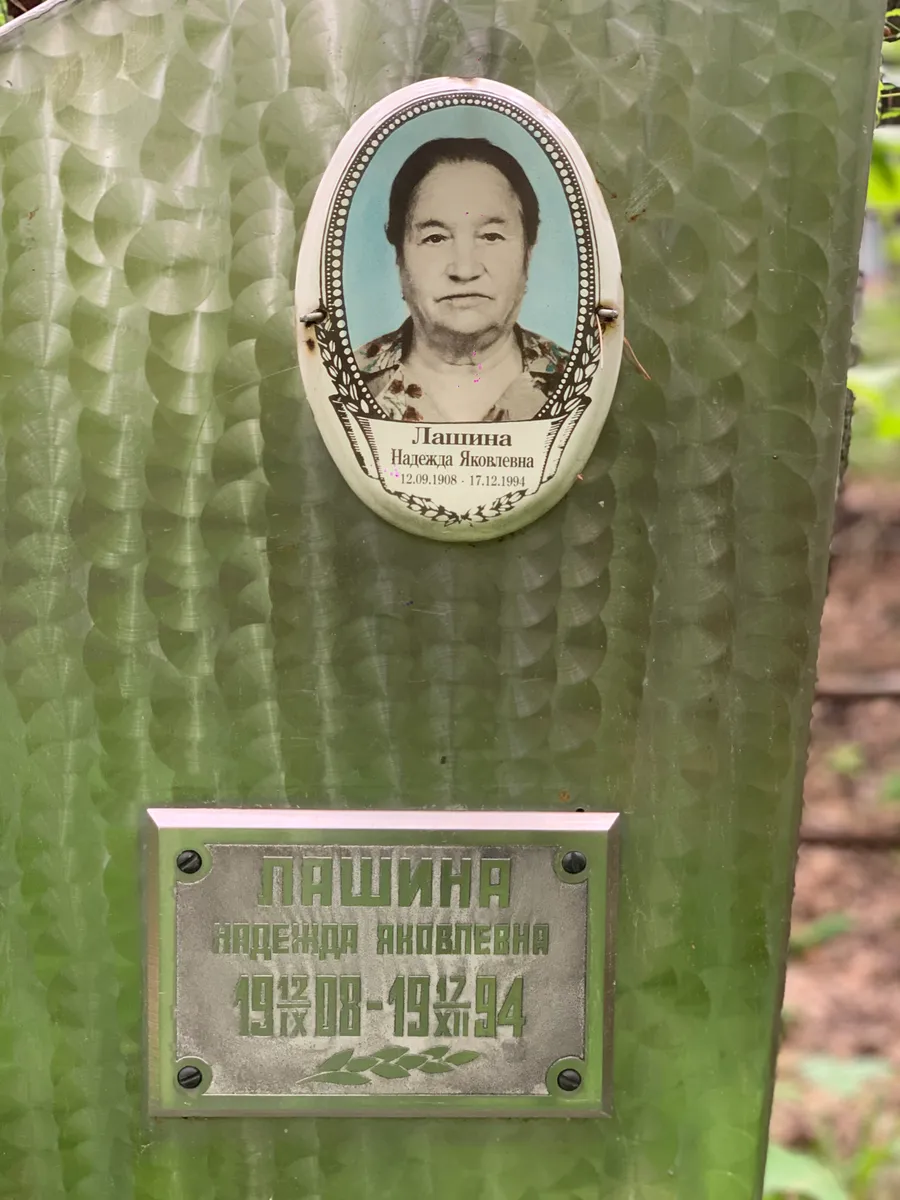 Лашина
Надежда Яковлевна
12.09.1908 - 17.12.1994
ЛАШИНА
НАДЕЖДА ЯКОВЛЕВНА
19 12/IX 08 - 19 17/XII 94